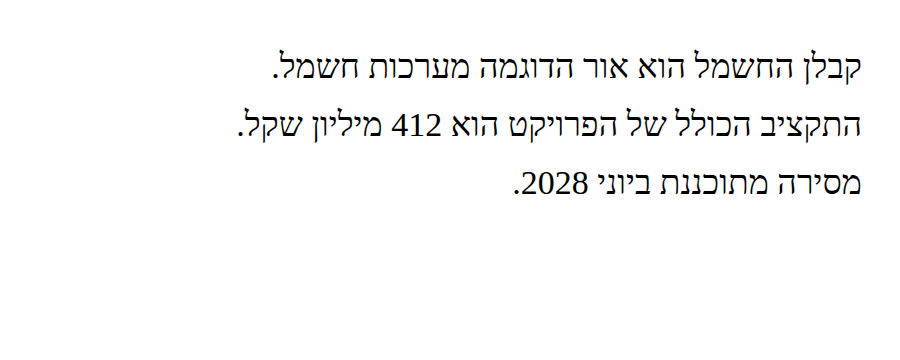 קבלן החשמל הוא אור הדוגמה מערכות חשמל.
התקציב הכולל של הפרויקט הוא 412 מיליון שקל.
מסירה מתוכננת ביוני 2028.